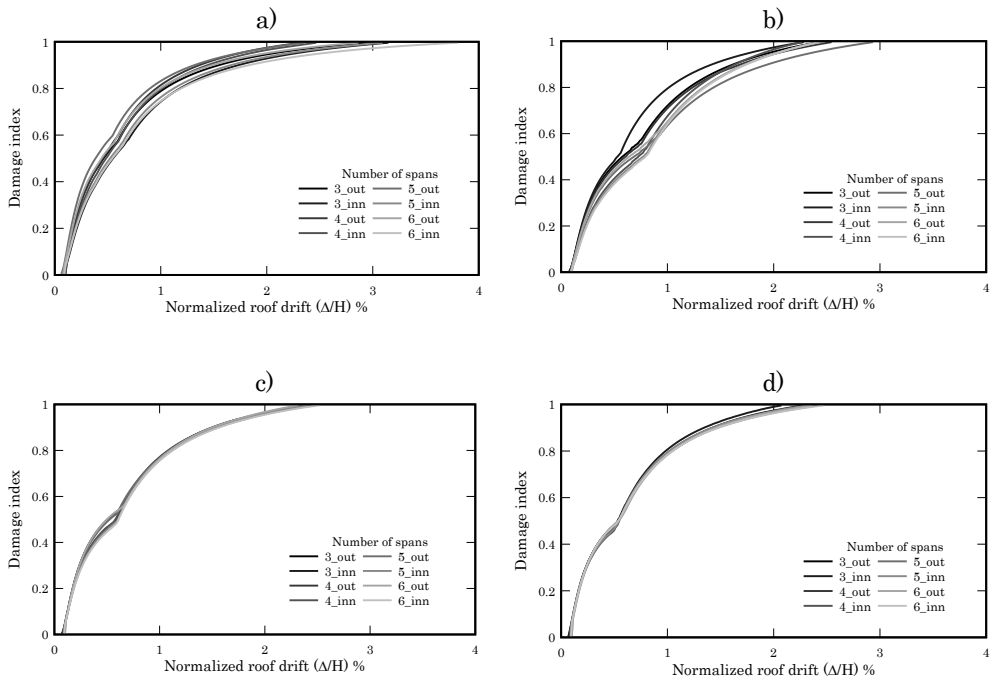 a)
1
0.8
0.6
0.4
0.2
0
Damage index
Number of spans
3_out 5_out
3_inn 5_inn
4_out 6_out
4_inn 6_inn
0 1 2 3 4
Normalized roof drift (Δ/H) %
b)
1
0.8
0.6
0.4
0.2
0
Damage index
Number of spans
3_out 5_out
3_inn 5_inn
4_out 6_out
4_inn 6_inn
0 1 2 3 4
Normalized roof drift (Δ/H) %
c)
1
0.8
0.6
0.4
0.2
0
Damage index
Number of spans
3_out 5_out
3_inn 5_inn
4_out 6_out
4_inn 6_inn
0 1 2 3 4
Normalized roof drift (Δ/H) %
d)
1
0.8
0.6
0.4
0.2
0
Damage index
Number of spans
3_out 5_out
3_inn 5_inn
4_out 6_out
4_inn 6_inn
0 1 2 3 4
Normalized roof drift (Δ/H) %